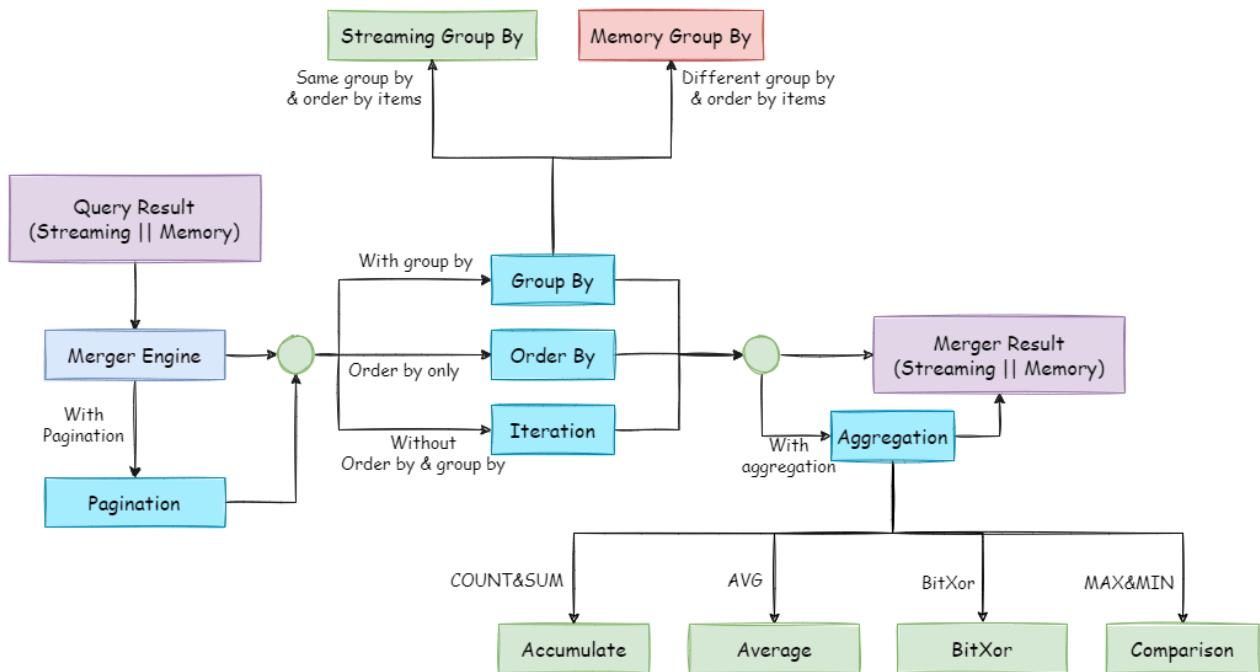 Streaming Group By
Memory Group By
Same group by
& order by items
Different group by
& order by items
Query Result
(Streaming || Memory)
With group by
Group By
Merger Engine
Order By
Order by only
Merger Result
(Streaming || Memory)
With
Pagination
Iteration
Without
Order by & group by
Aggregation
With
aggregation
Pagination
COUNT&SUM
AVG
BitXor
MAX&MIN
Accumulate
Average
BitXor
Comparison